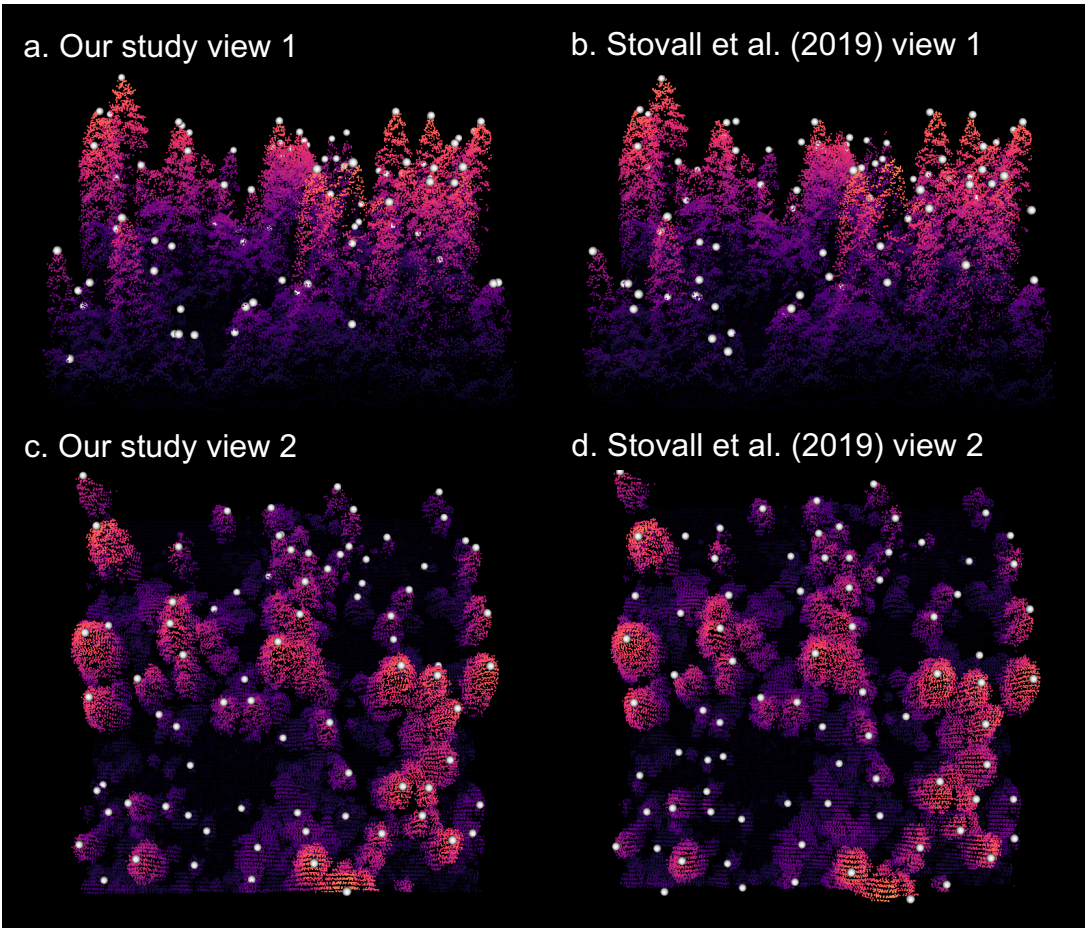 a. Our study view 1
b. Stovall et al. (2019) view 1
c. Our study view 2
d. Stovall et al. (2019) view 2